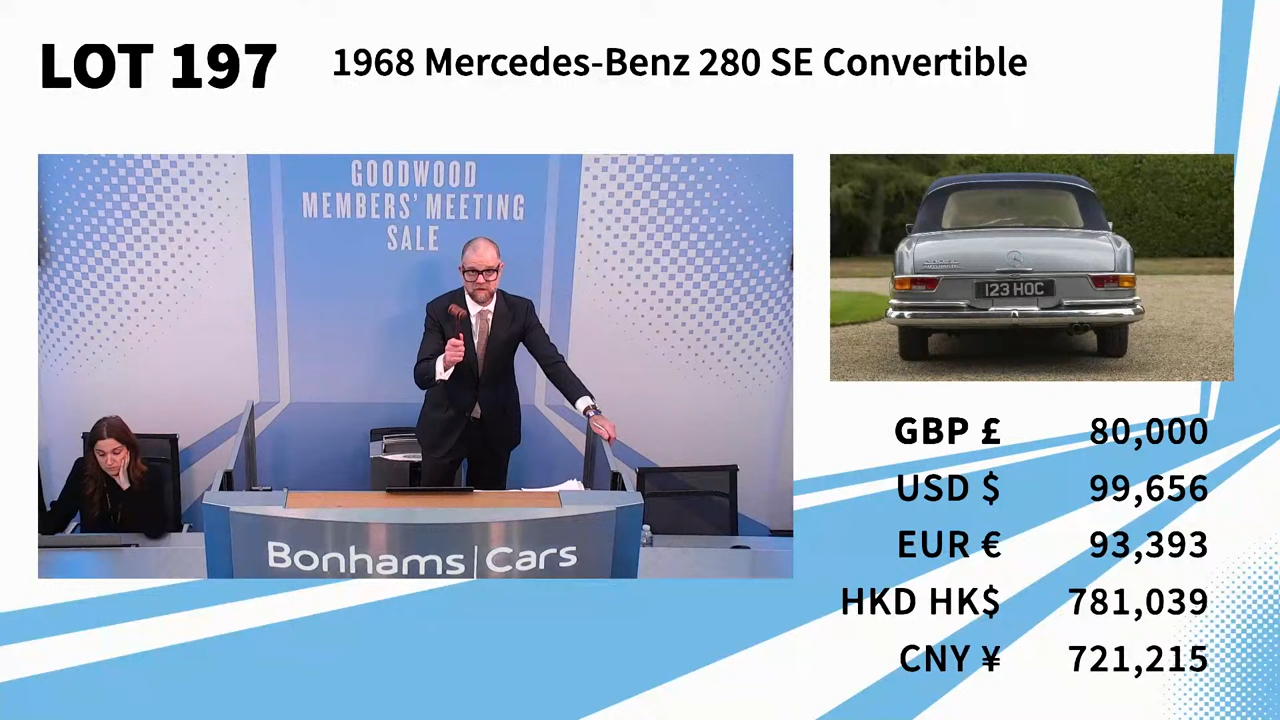 LOT 197
1968 Mercedes-Benz 280 SE Convertible
GOODWOOD
MEMBERS' MEETING
SALE
Bonhams|Cars
123 HOC
GBP £ 80,000
USD $ 99,656
EUR € 93,393
HKD HK$ 781,039
CNY ¥ 721,215